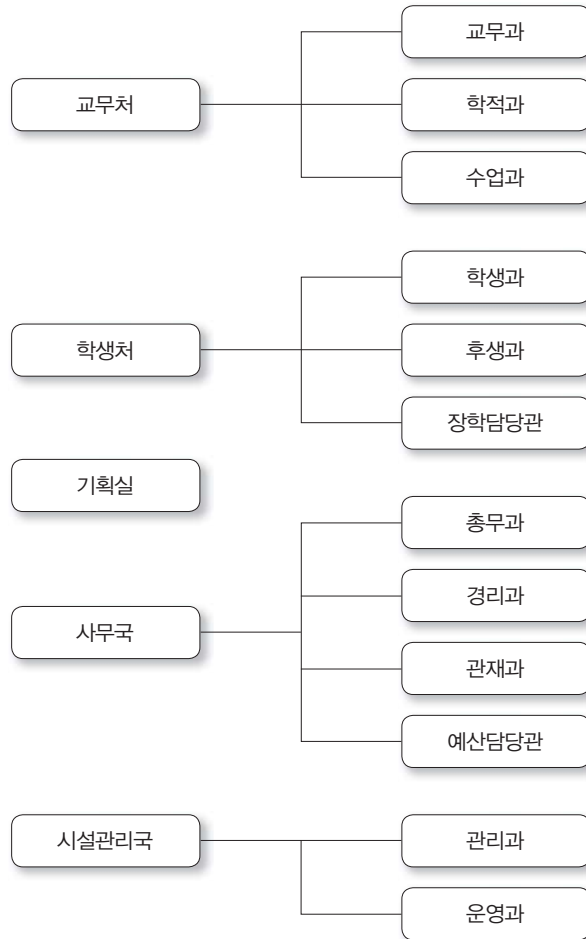 교무처
교무과
학적과
수업과
학생처
학생과
후생과
장학담당관
기획실
사무국
총무과
경리과
관재과
예산담당관
시설관리국
관리과
운영과